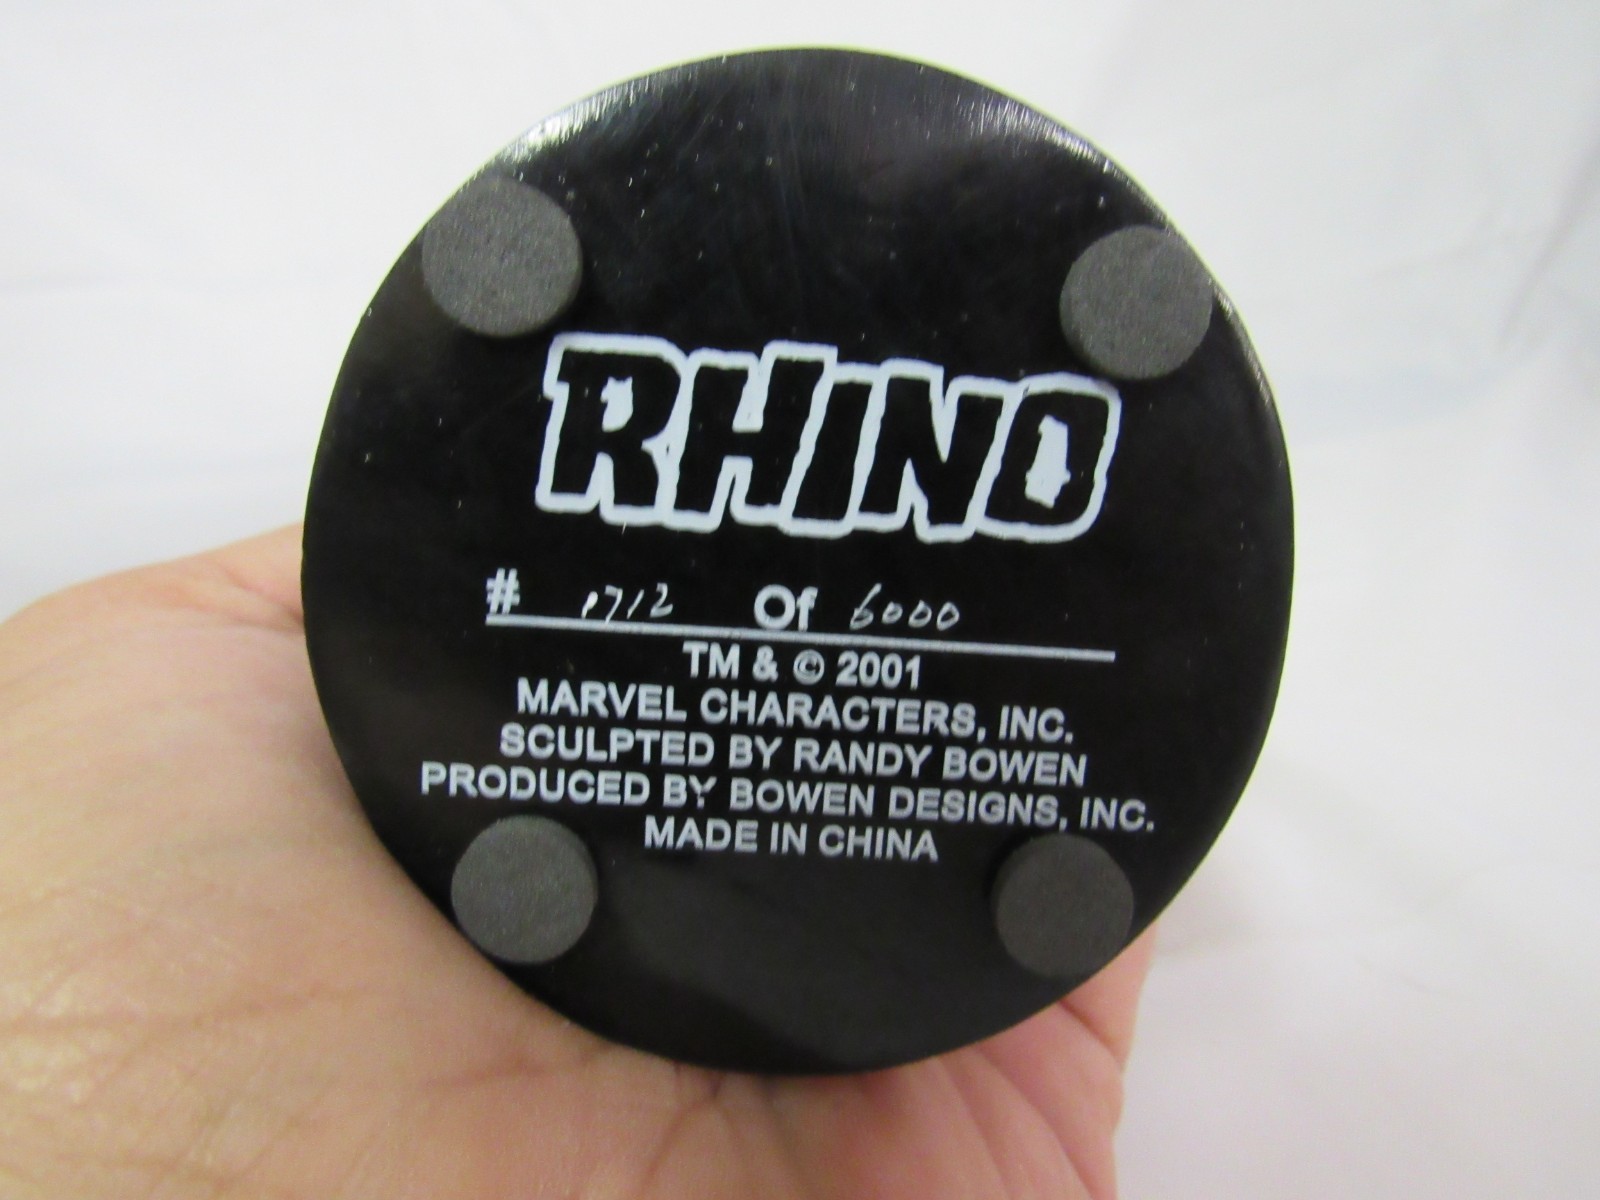 RHINO
# 1712 Of 6000
TM & © 2001
MARVEL CHARACTERS, INC.
SCULPTED BY RANDY BOWEN
PRODUCED BY BOWEN DESIGNS, INC.
MADE IN CHINA